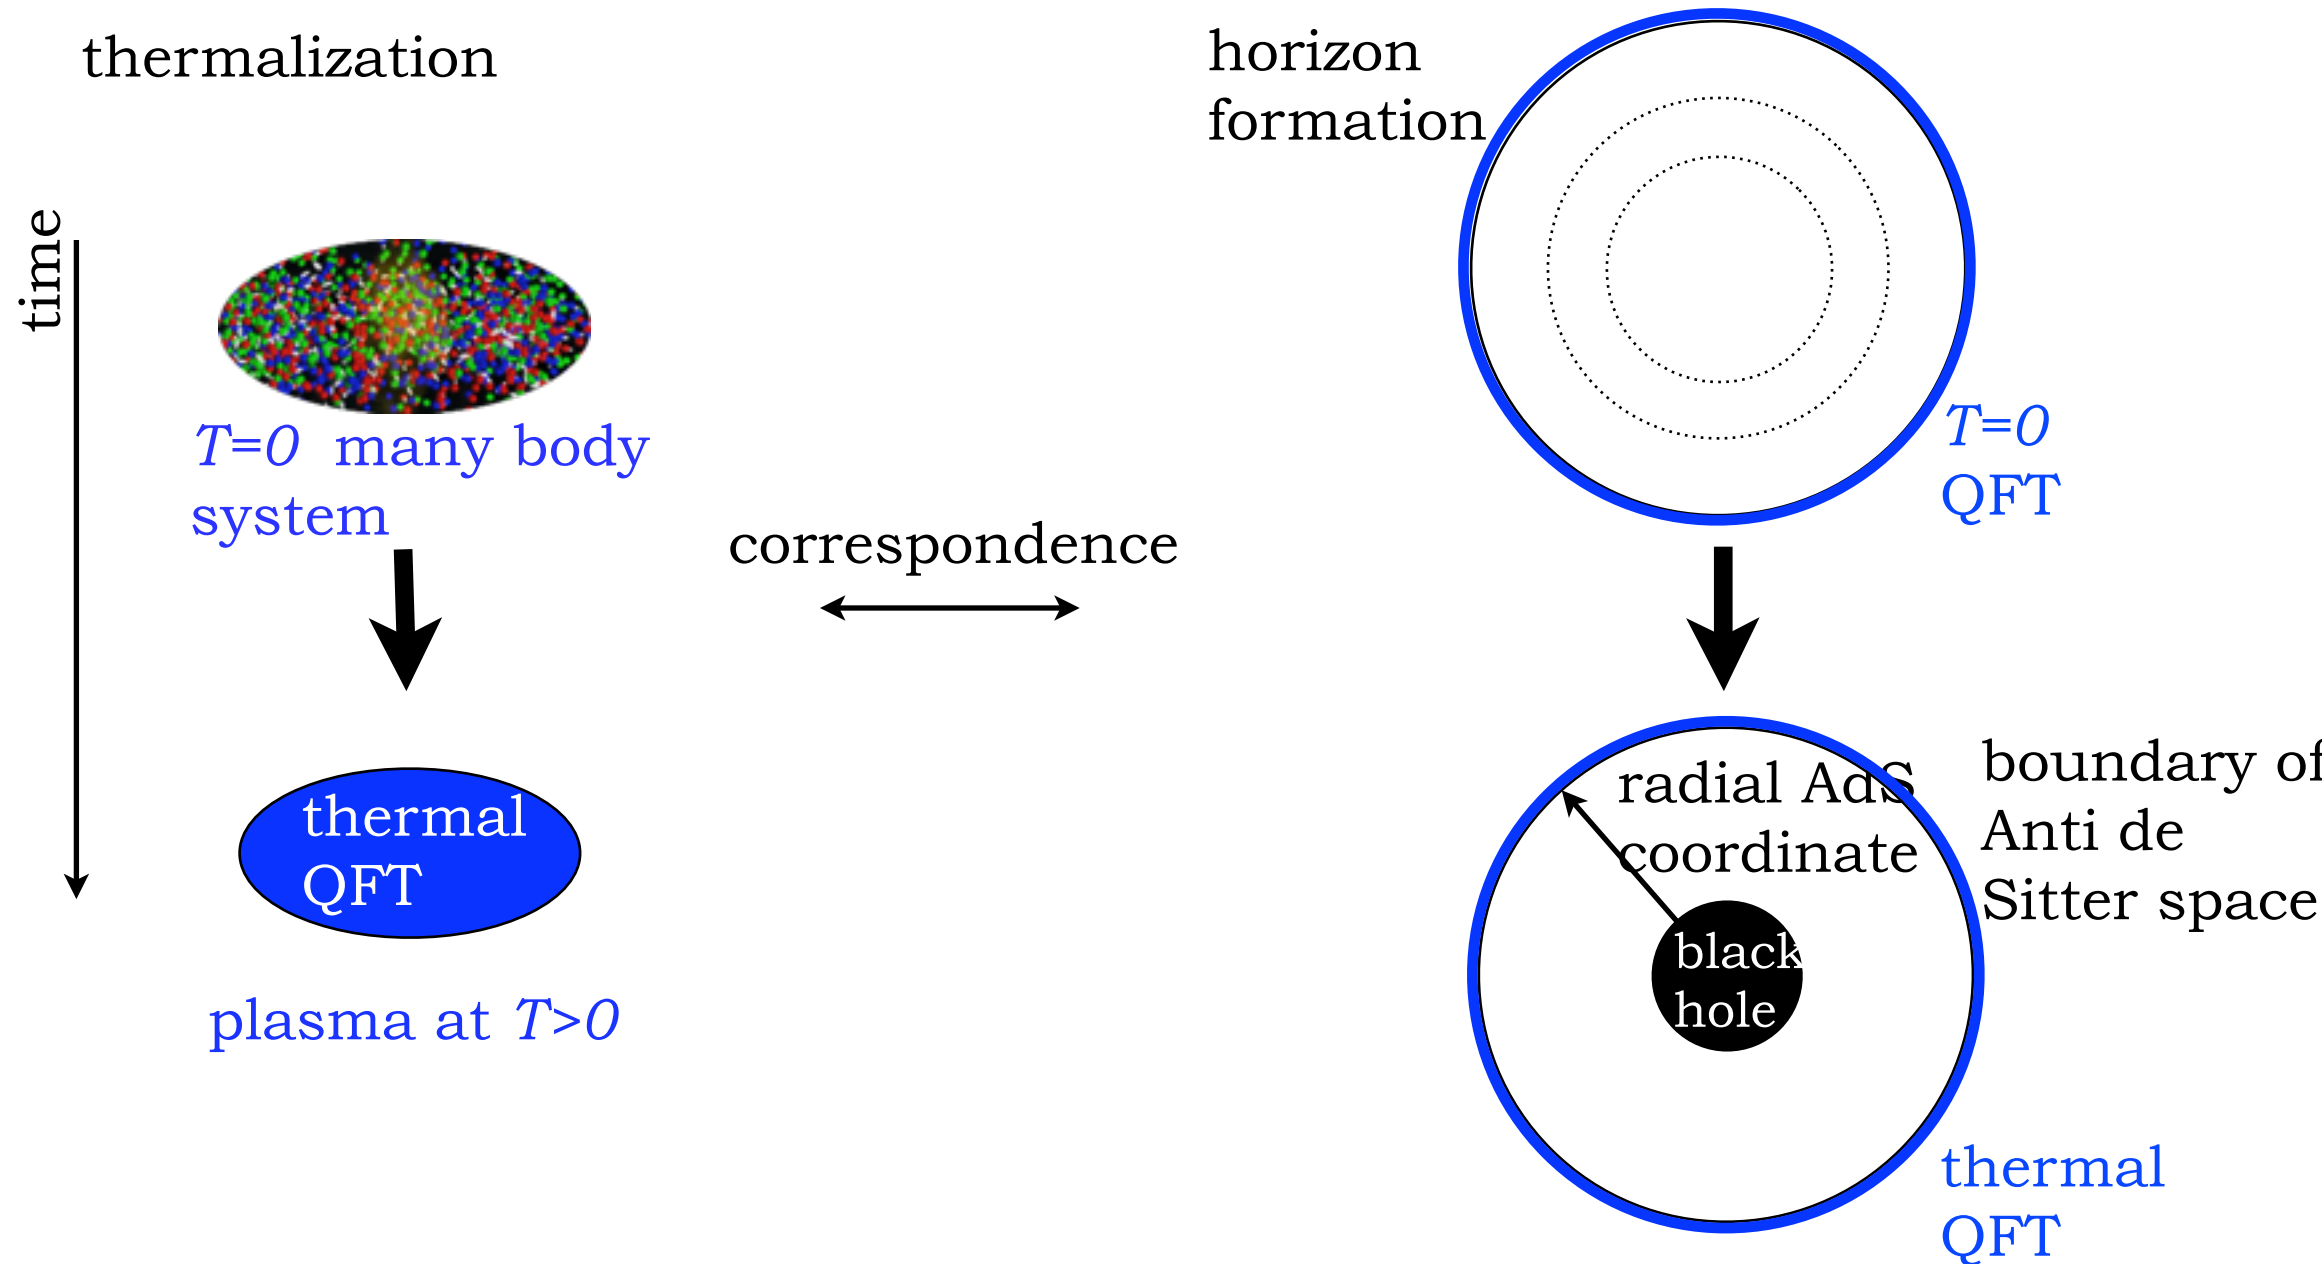 thermalization
time
T=0 many body
system
thermal
QFT
plasma at T>0
correspondence
horizon
formation
T=0
QFT
radial AdS
coordinate
black
hole
boundary of
Anti de
Sitter space
thermal
QFT